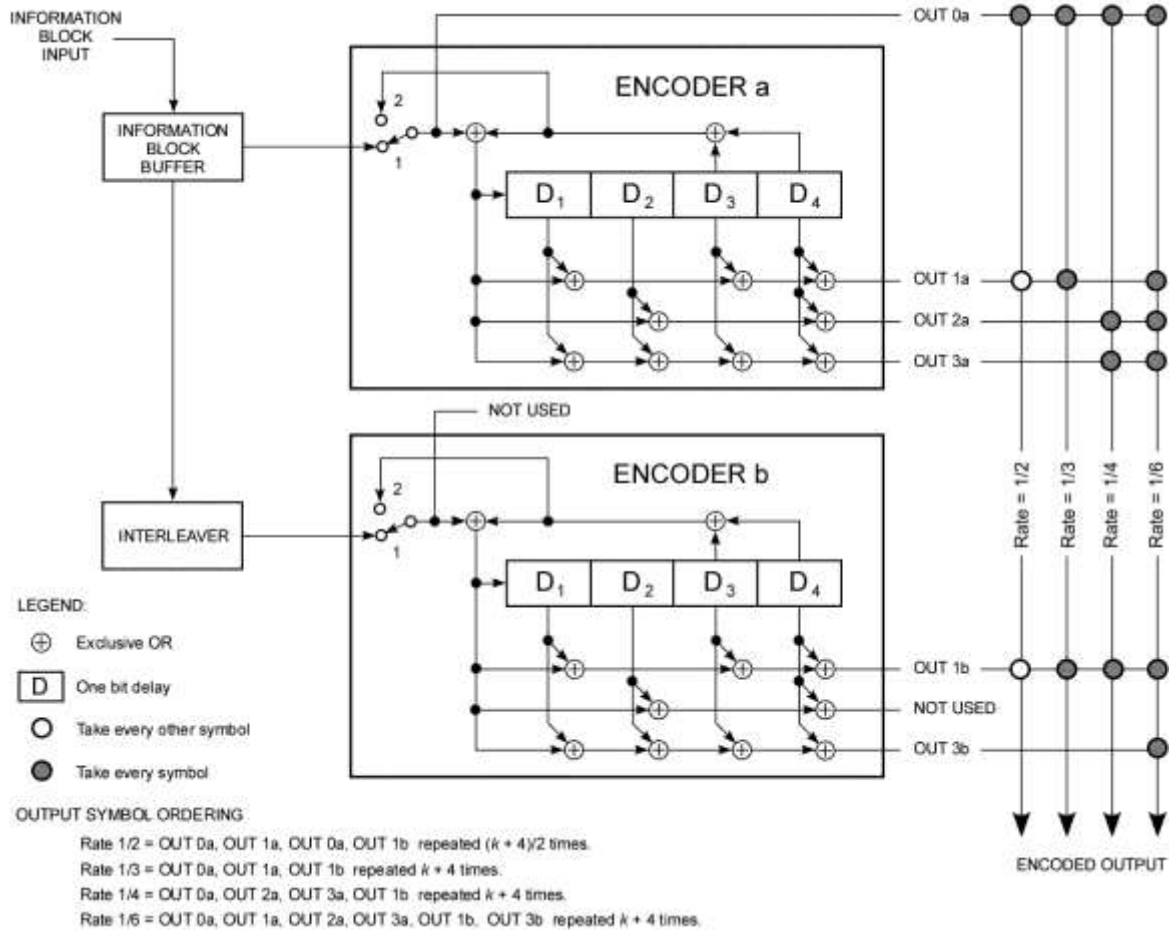 INFORMATION
BLOCK
INPUT
INFORMATION
BLOCK
BUFFER
INTERLEAVER
ENCODER a
2
1
D1 D2 D3 D4
OUT 0a
OUT 1a
OUT 2a
OUT 3a
NOT USED
ENCODER b
2
1
D1 D2 D3 D4
OUT 1b
NOT USED
OUT 3b
Rate = 1/2
Rate = 1/3
Rate = 1/4
Rate = 1/6
ENCODED OUTPUT
LEGEND:
Exclusive OR
D One bit delay
Take every other symbol
Take every symbol
OUTPUT SYMBOL ORDERING
Rate 1/2 = OUT 0a, OUT 1a, OUT 0a, OUT 1b repeated (k + 4)/2 times.
Rate 1/3 = OUT 0a, OUT 1a, OUT 1b repeated k + 4 times.
Rate 1/4 = OUT 0a, OUT 2a, OUT 3a, OUT 1b repeated k + 4 times.
Rate 1/6 = OUT 0a, OUT 1a, OUT 2a, OUT 3a, OUT 1b, OUT 3b repeated k + 4 times.